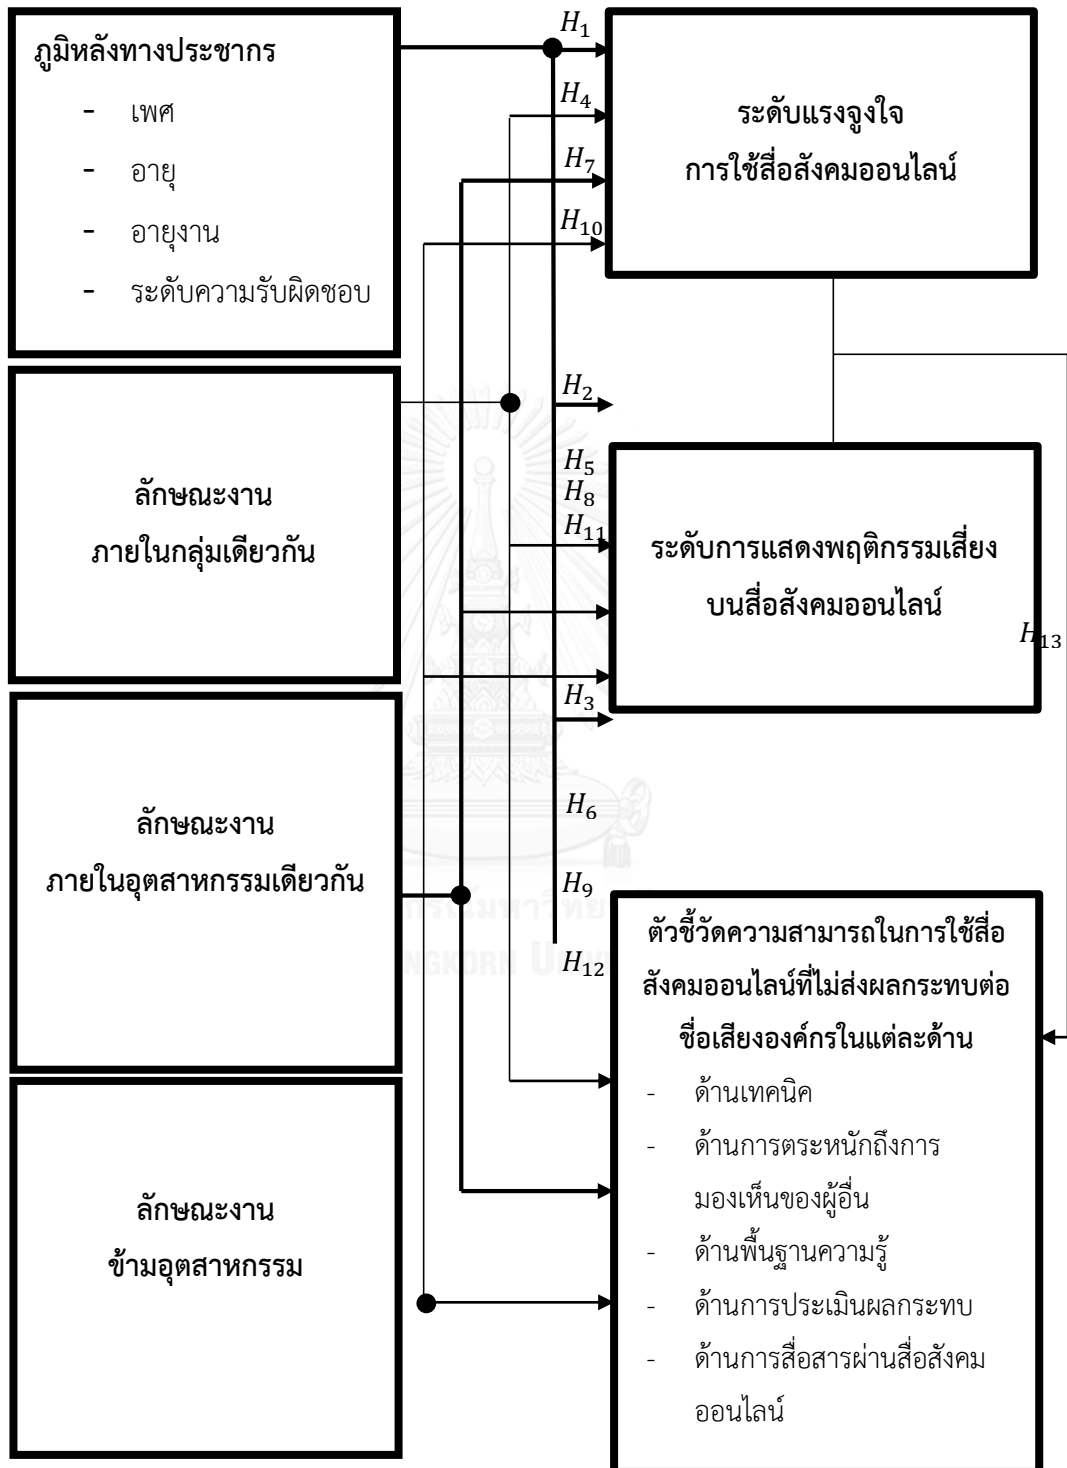 ภูมิหลังทางประชากร
- เพศ
- อายุ
- อายุงาน
- ระดับความรับผิดชอบ
ลักษณะงาน
ภายในกลุ่มเดียวกัน
ลักษณะงาน
ภายในอุตสาหกรรมเดียวกัน
ลักษณะงาน
ข้ามอุตสาหกรรม
H1
H4
H7
H10
H2
H5
H8
H11
H3
H6
H9
H12
ระดับแรงจูงใจ
การใช้สื่อสังคมออนไลน์
ระดับการแสดงพฤติกรรมเสี่ยง
บนสื่อสังคมออนไลน์
H13
ตัวชี้วัดความสามารถในการใช้สื่อ
สังคมออนไลน์ที่ไม่ส่งผลกระทบต่อ
ชื่อเสียงองค์กรในแต่ละด้าน
- ด้านเทคนิค
- ด้านการตระหนักถึงการ
มองเห็นของผู้อื่น
- ด้านพื้นฐานความรู้
- ด้านการประเมินผลกระทบ
- ด้านการสื่อสารผ่านสื่อสังคม
ออนไลน์